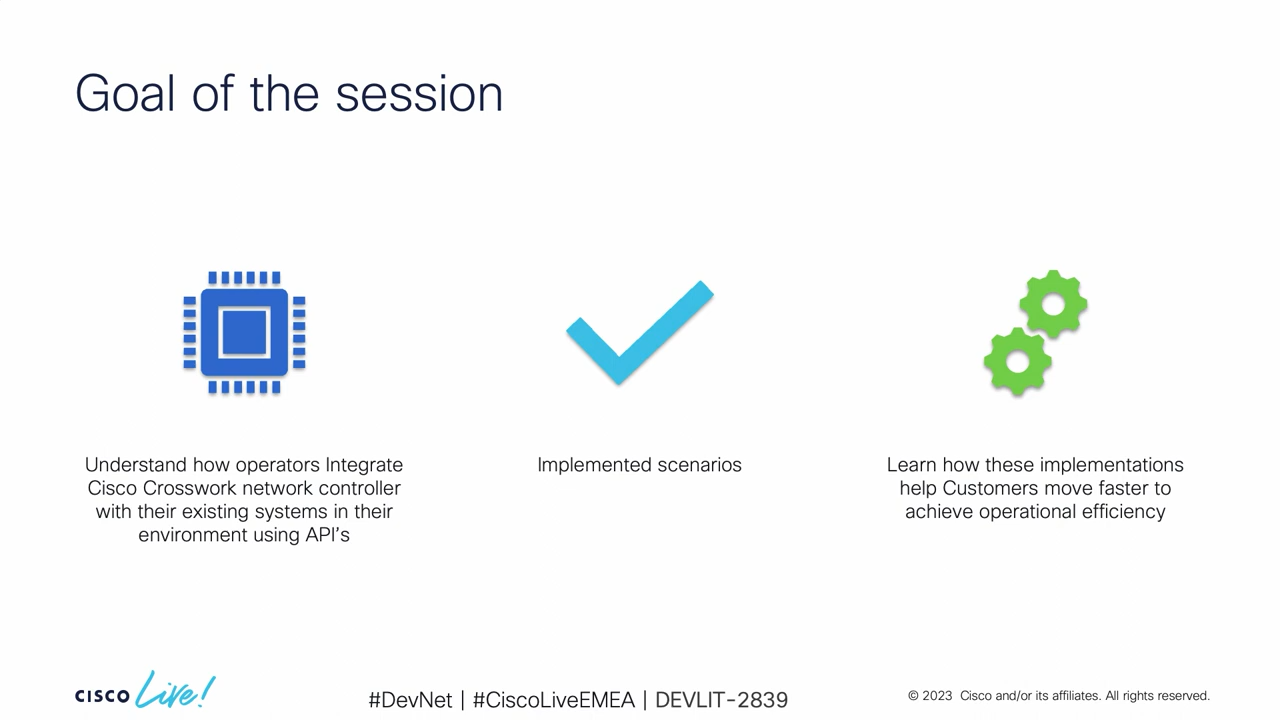 Goal of the session
Understand how operators Integrate
Cisco Crosswork network controller
with their existing systems in their
environment using API’s
Implemented scenarios
Learn how these implementations
help Customers move faster to
achieve operational efficiency
CISCO Live!
#DevNet | #CiscoLiveEMEA | DEVLIT-2839
© 2023 Cisco and/or its affiliates. All rights reserved.